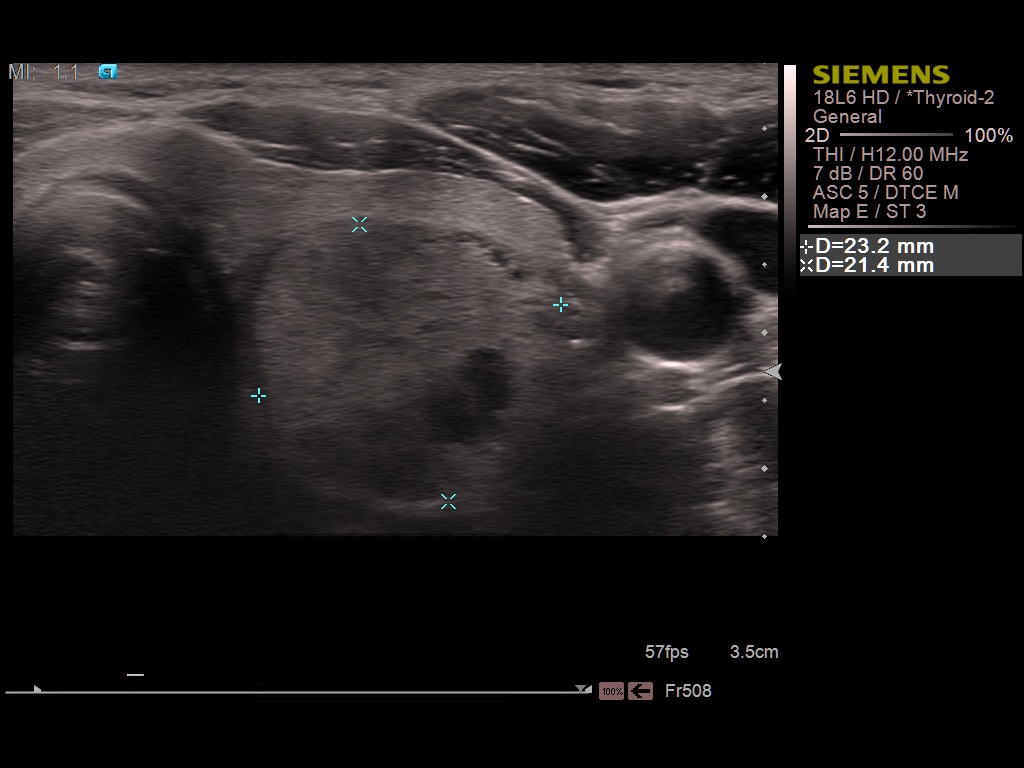 MI: 1.1
SIEMENS
18L6 HD / *Thyroid-2
General
2D 100%
THI / H12.00 MHz
7 dB / DR 60
ASC 5 / DTCE M
Map E / ST 3
D=23.2 mm
D=21.4 mm
57fps 3.5cm
100% Fr508